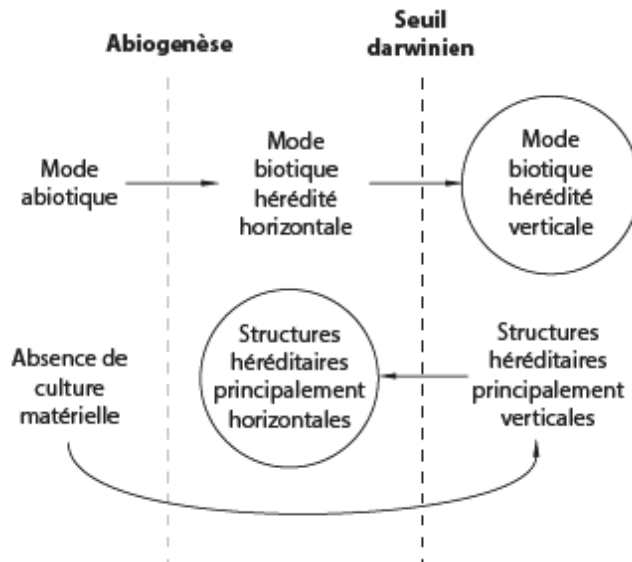 Abiogenèse
Seuil
darwinien
Mode
abiotique
Mode
biotique
hérédité
horizontale
Mode
biotique
hérédité
verticale
Absence de
culture
matérielle
Structures
héréditaires
principalement
horizontales
Structures
héréditaires
principalement
verticales